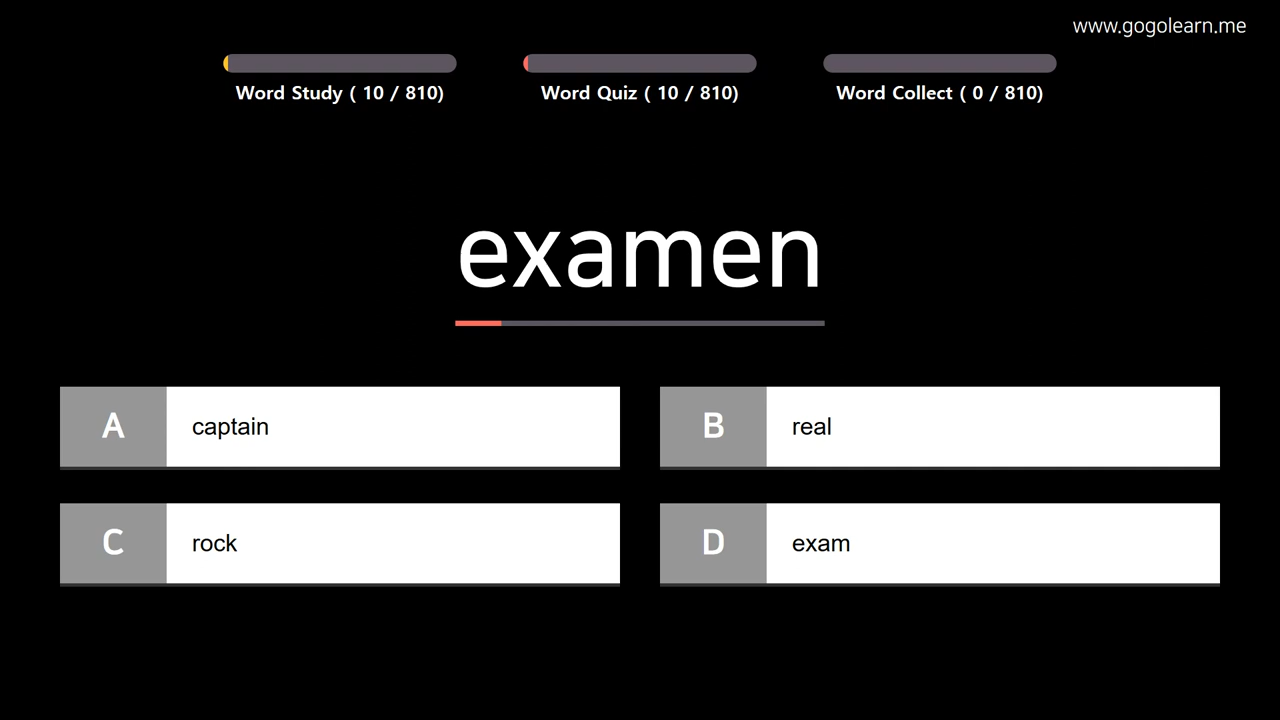 www.gogolearn.me
Word Study ( 10 / 810)
Word Quiz ( 10 / 810)
Word Collect ( 0 / 810)
examen
A captain
B real
C rock
D exam